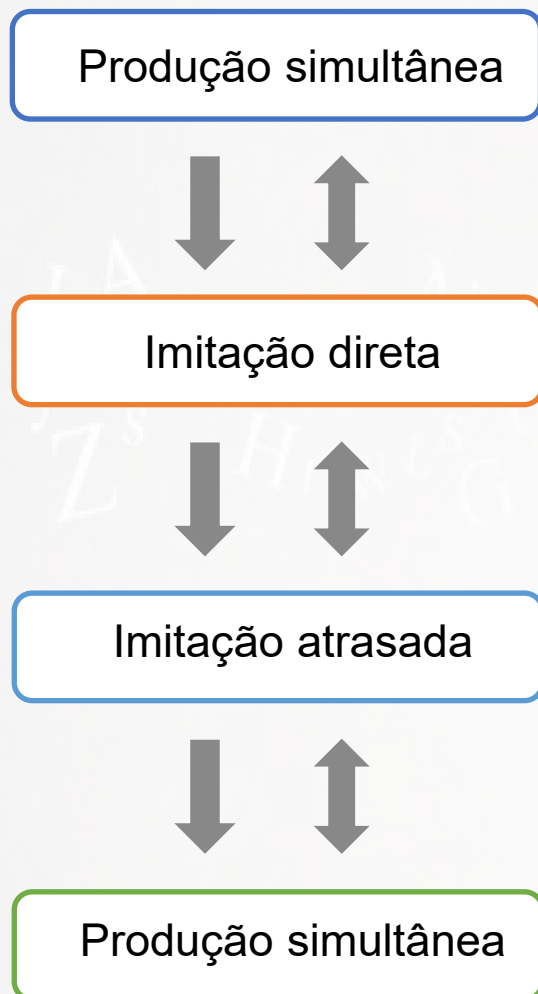 Produção simultânea
Imitação direta
Imitação atrasada
Produção simultânea